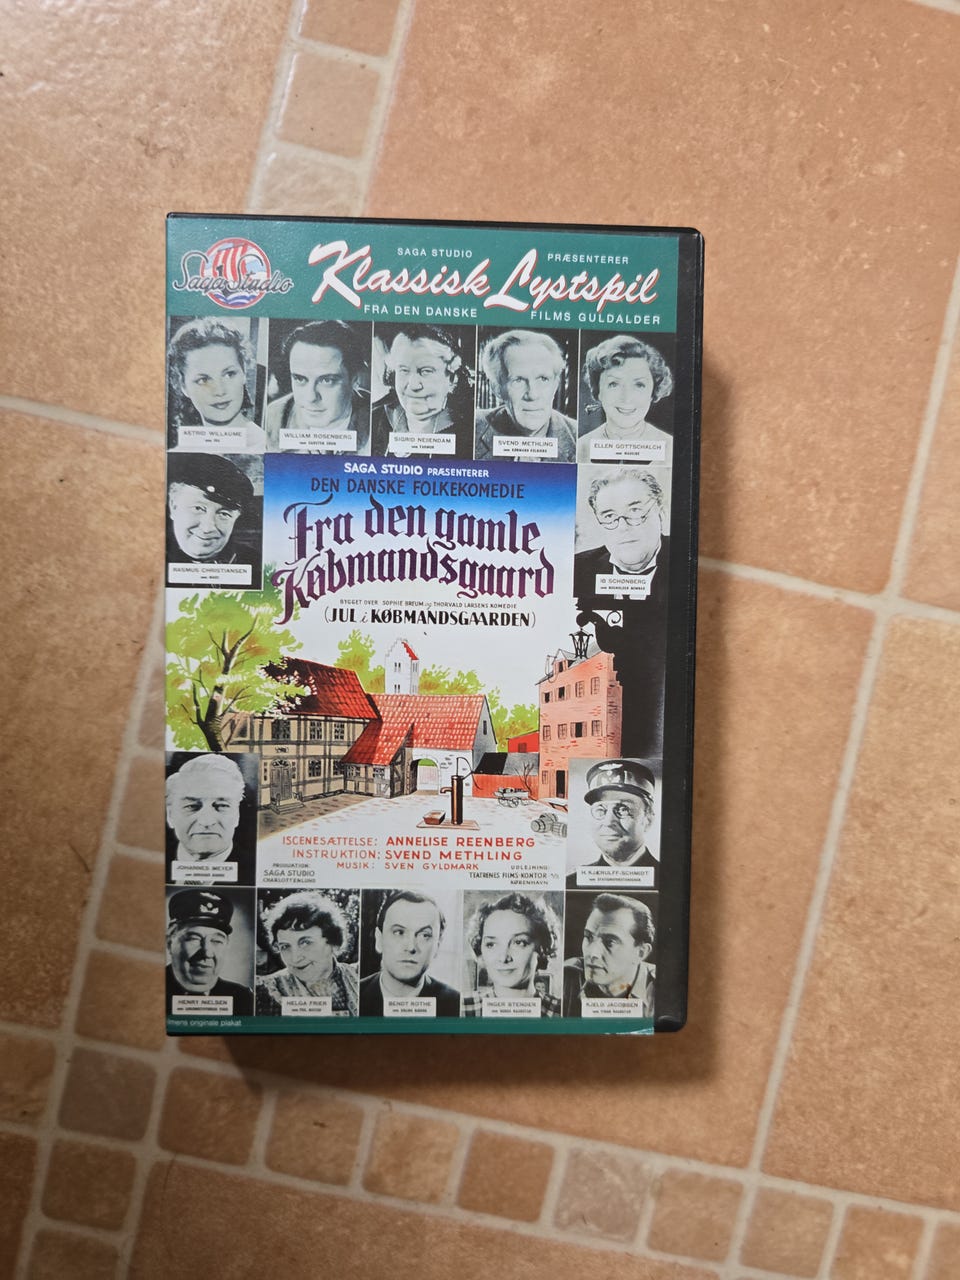 Saga Studio
SAGA STUDIO PRÆSENTERER
Klassisk Lystspil
FRA DEN DANSKE FILMS GULDALDER
ASTRID VILLAUME
WILLIAM ROSENBERG
SIGRID NEIIENDAM
SVEND METHLING
ELLEN GOTTSCHALCH
SAGA STUDIO PRÆSENTERER
DEN DANSKE FOLKEKOMEDIE
Fra den gamle
Købmandsgaard
BYGGET OVER SOPHIE BREUM og THORVALD LARSENS KOMEDIE
(JUL i KØBMANDSGAARDEN)
RASMUS CHRISTIANSEN
IB SCHØNBERG
JOHANNES MEYER
H. KJÆRULFF-SCHMIDT
ISCENESÆTTELSE: ANNELISE REENBERG
INSTRUKTION: SVEND METHLING
MUSIK: SVEN GYLDMARK
PRODUKTION:
SAGA STUDIO
CHARLOTTENLUND
UDLEJNING:
TEATRENES FILMS-KONTOR A/S
KØBENHAVN
HENRY NIELSEN
HELGA FRIER
BENDT ROTHE
INGER STENDER
KJELD JACOBSEN
lmens originale plakat